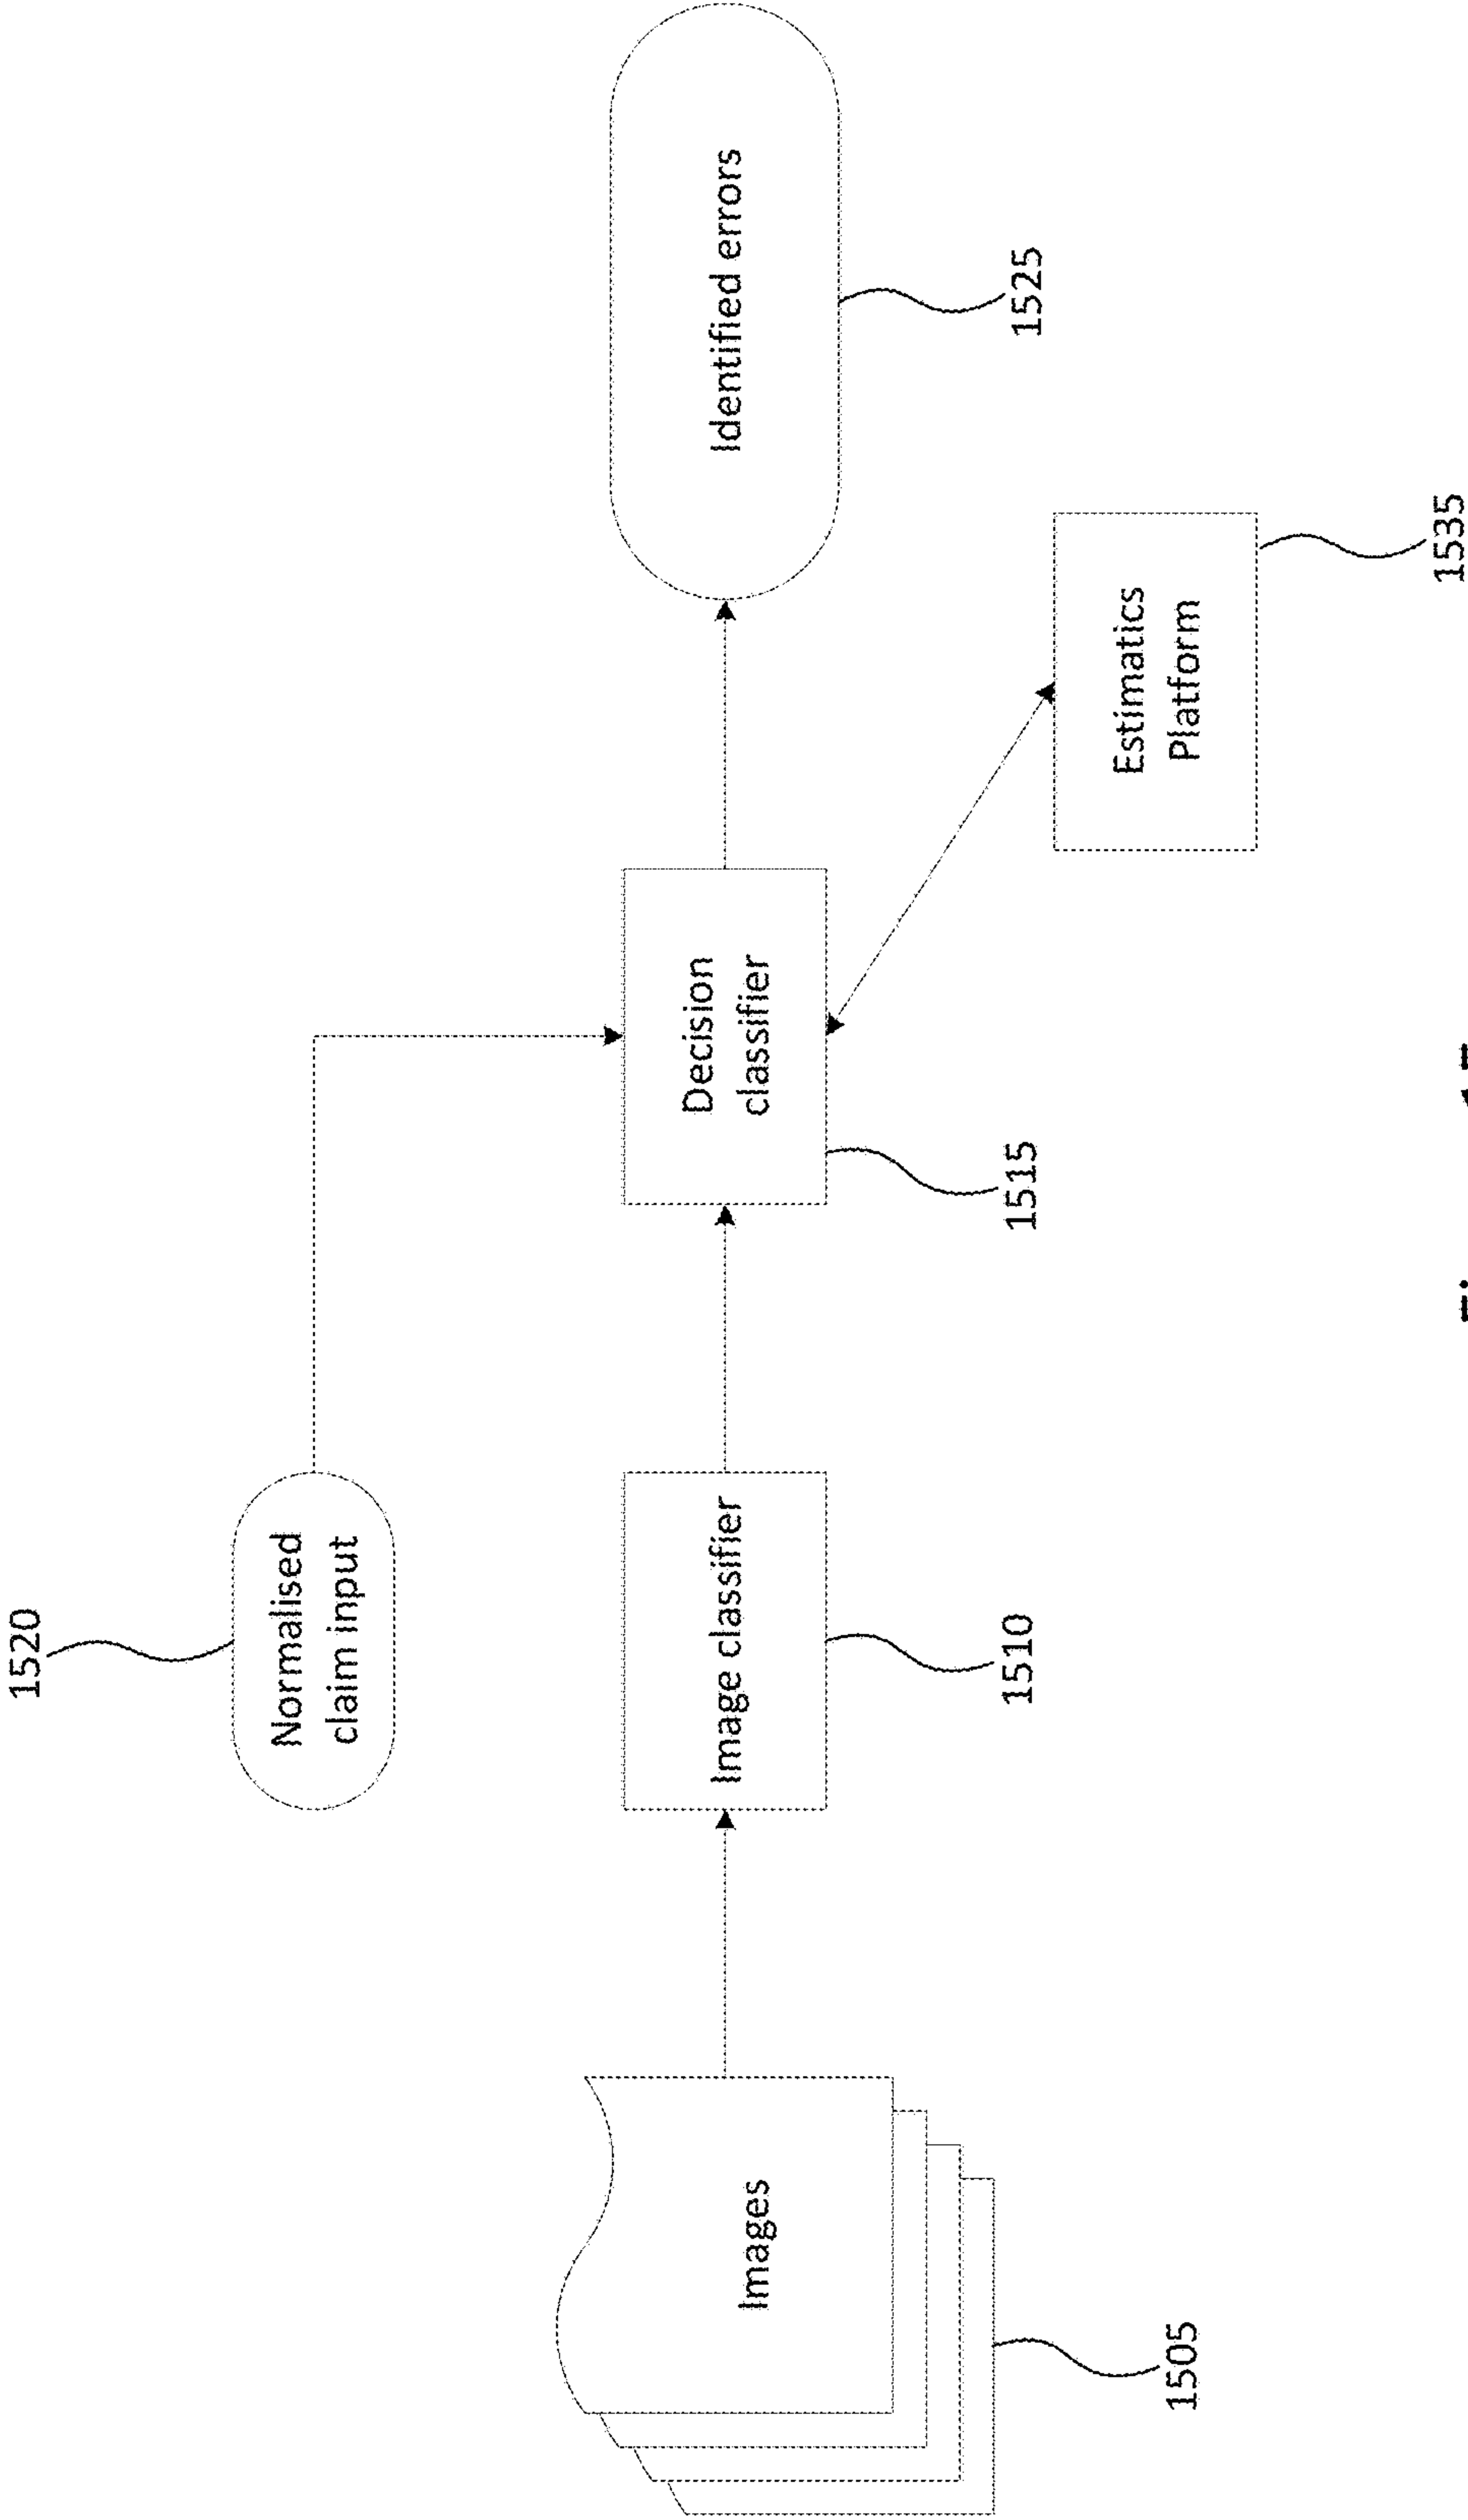 1520
Normalised
claim input
Images
Image classifier
Decision
classifier
Identified errors
1505
1510
1515
1525
Estimatics
Platform
1535